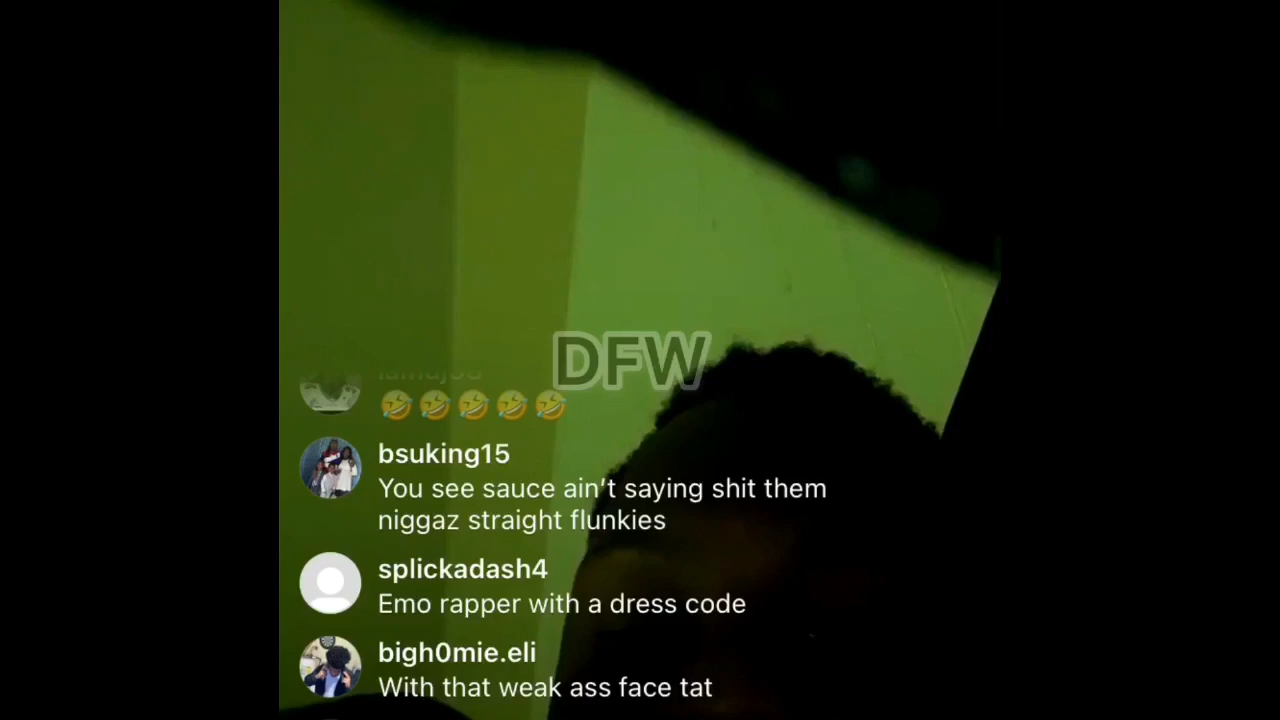 DFW
🤣🤣🤣🤣🤣
bsuking15
You see sauce ain't saying shit them
niggaz straight flunkies
splickadash4
Emo rapper with a dress code
bigh0mie.eli
With that weak ass face tat